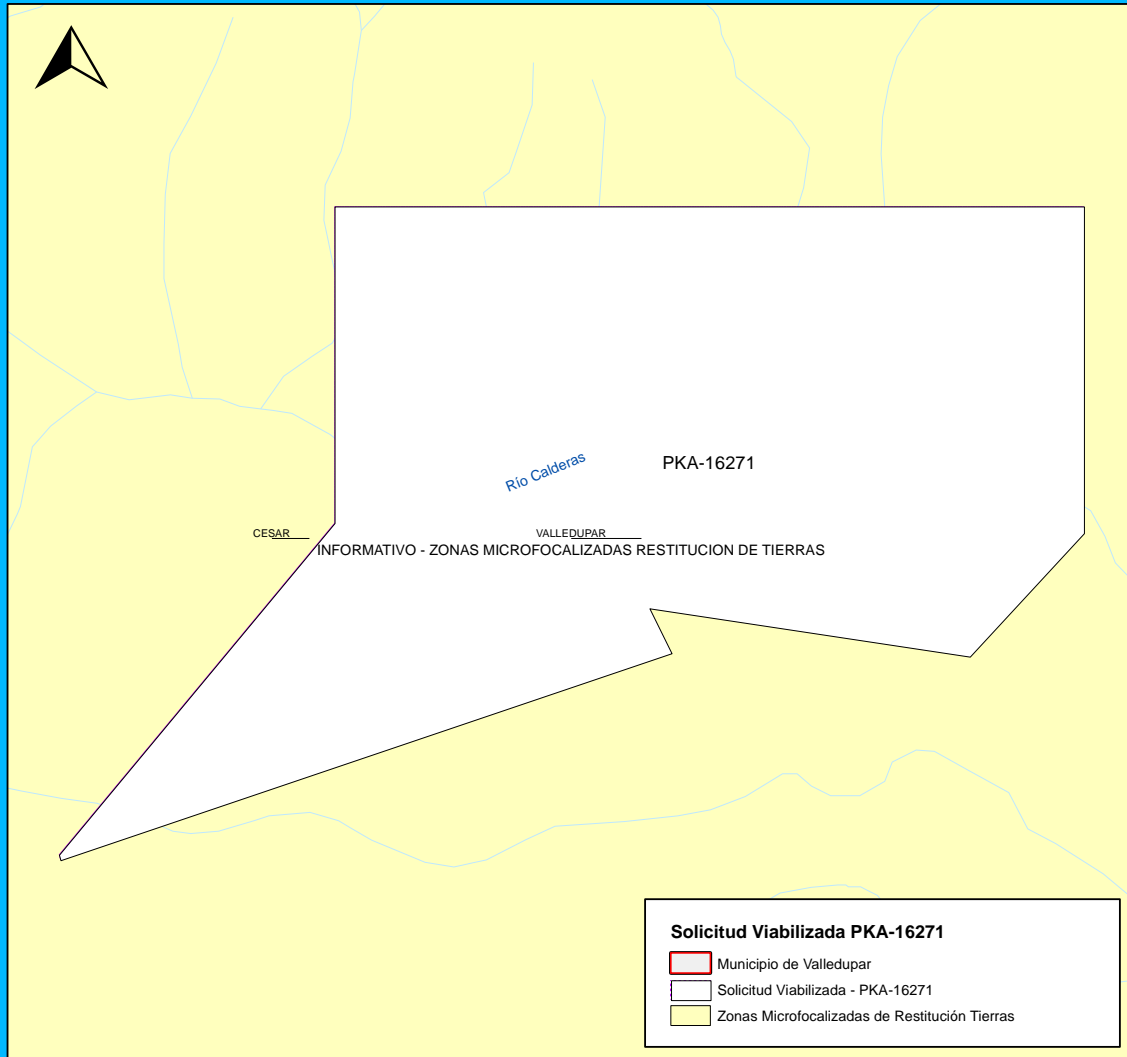 Río Calderas
PKA-16271
CESAR
VALLEDUPAR
INFORMATIVO - ZONAS MICROFOCALIZADAS RESTITUCION DE TIERRAS
Solicitud Viabilizada PKA-16271
Municipio de Valledupar
Solicitud Viabilizada - PKA-16271
Zonas Microfocalizadas de Restitución Tierras